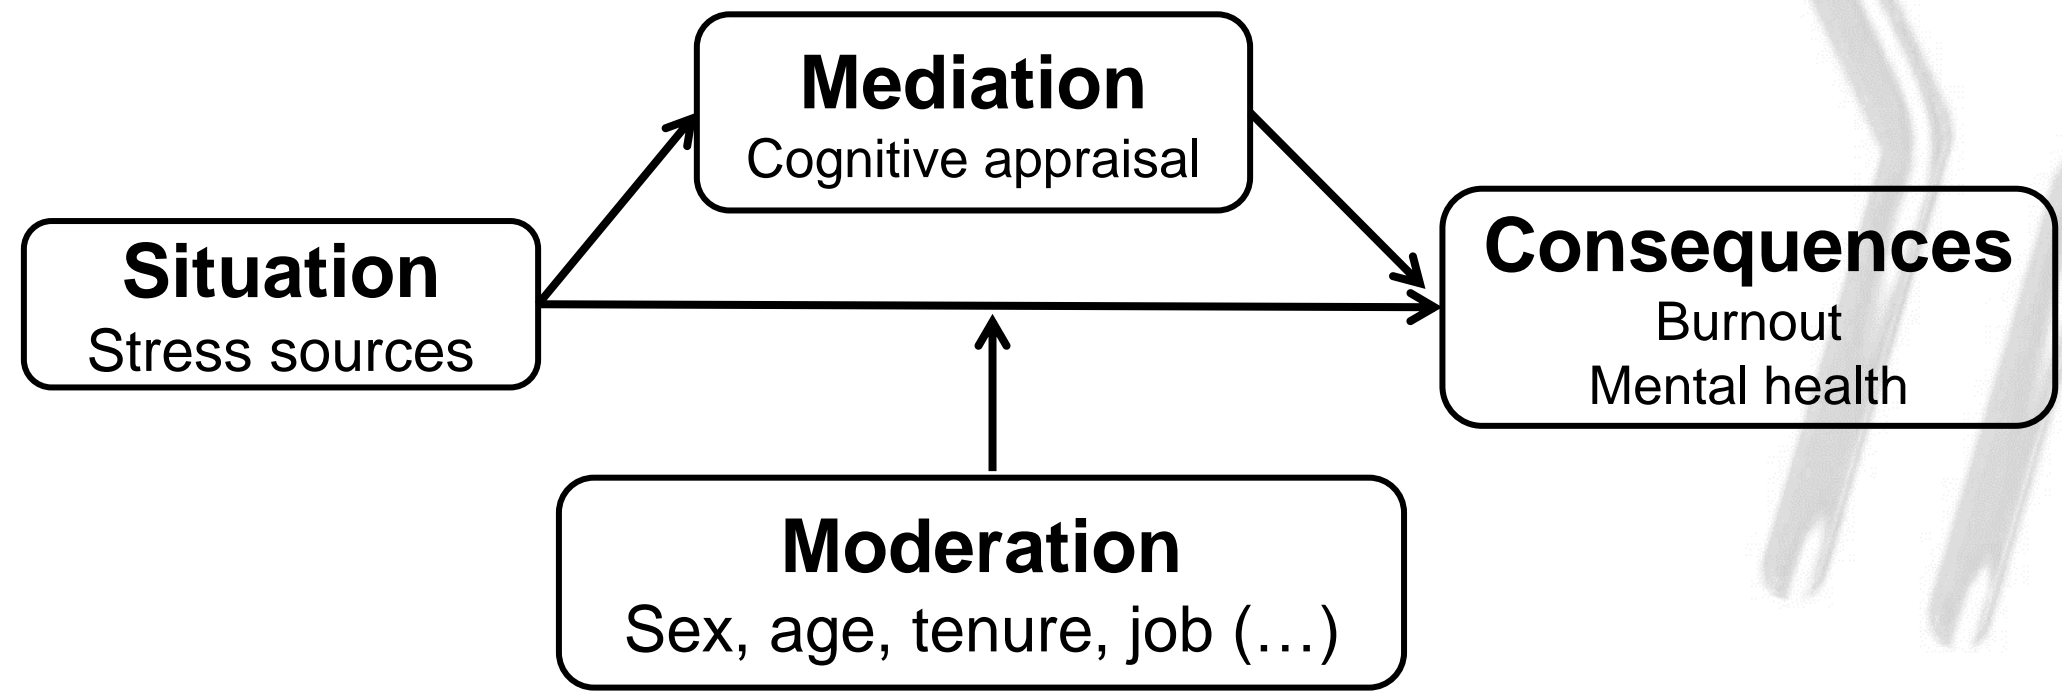 Mediation
Cognitive appraisal
Situation
Stress sources
Consequences
Burnout
Mental health
Moderation
Sex, age, tenure, job (…)